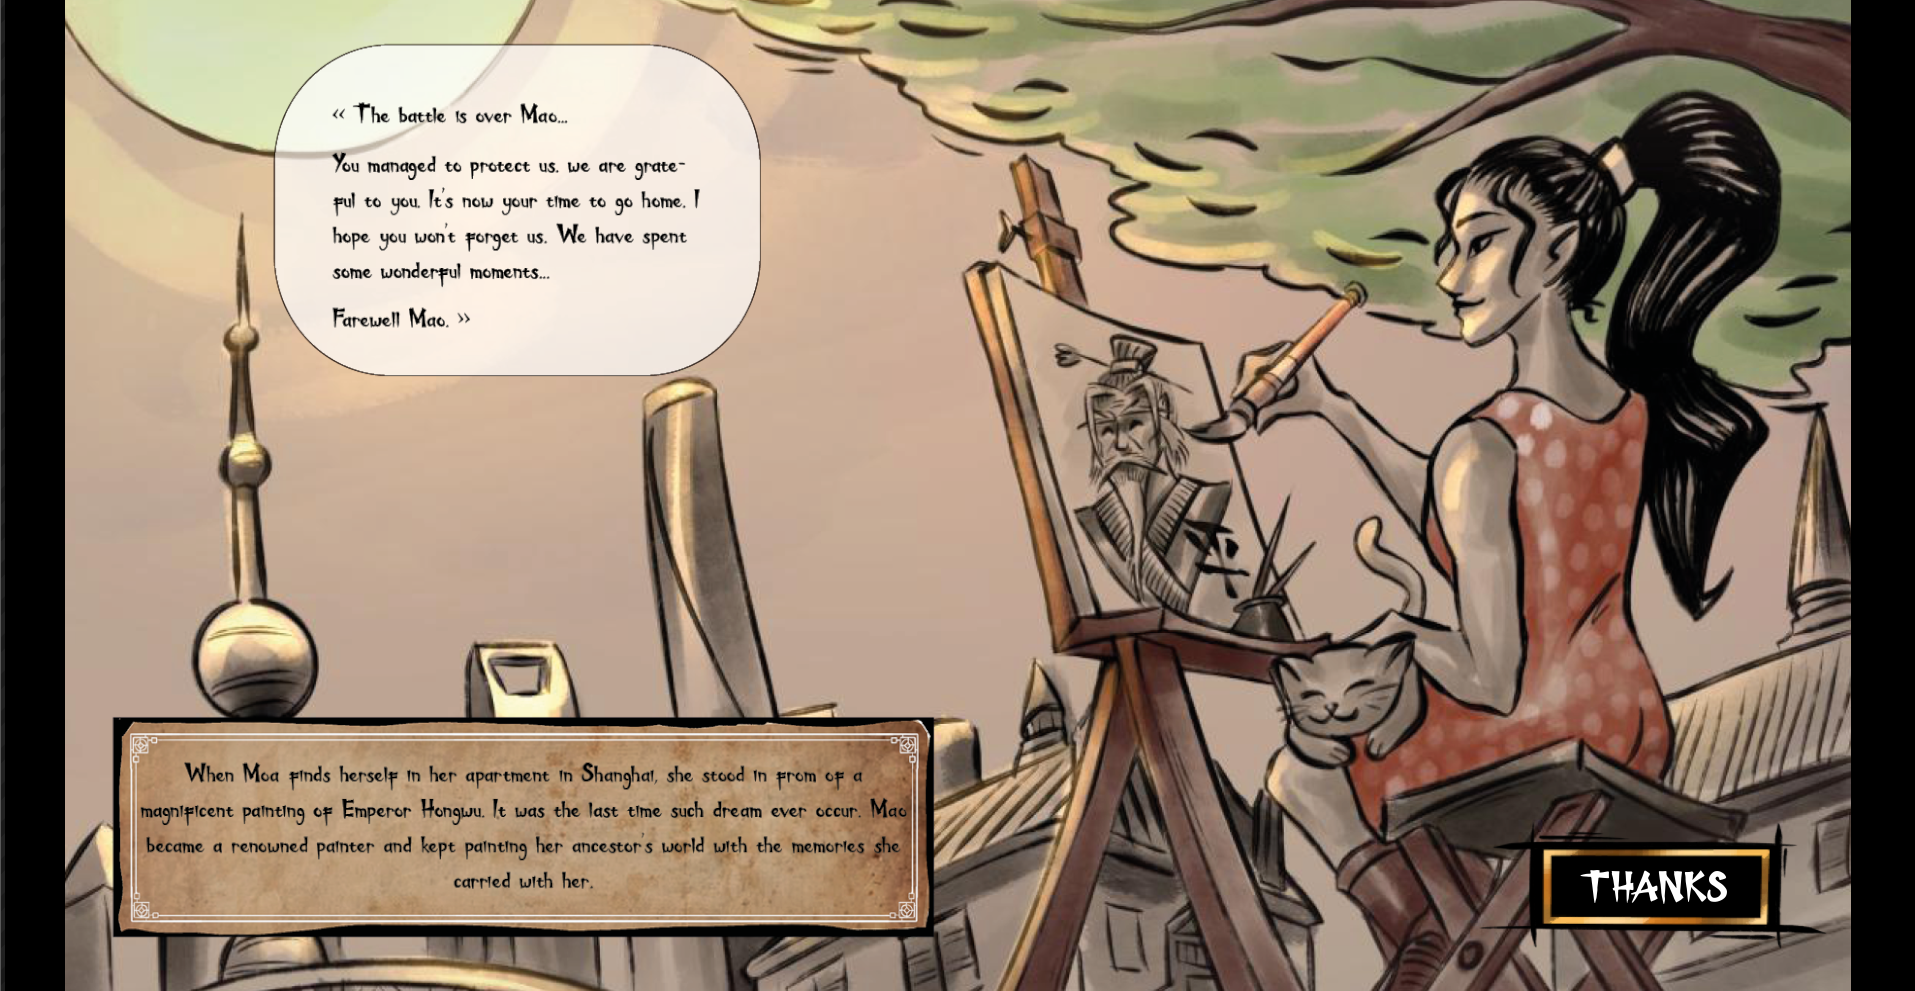 « The battle is over Mao...
You managed to protect us. we are grate-
ful to you. It's now your time to go home. I
hope you won't forget us. We have spent
some wonderful moments...
Farewell Mao. »
When Moa finds herself in her apartment in Shanghai, she stood in from of a
magnificent painting of Emperor Hongwu. It was the last time such dream ever occur. Mao
became a renowned painter and kept painting her ancestor's world with the memories she
carried with her.
THANKS